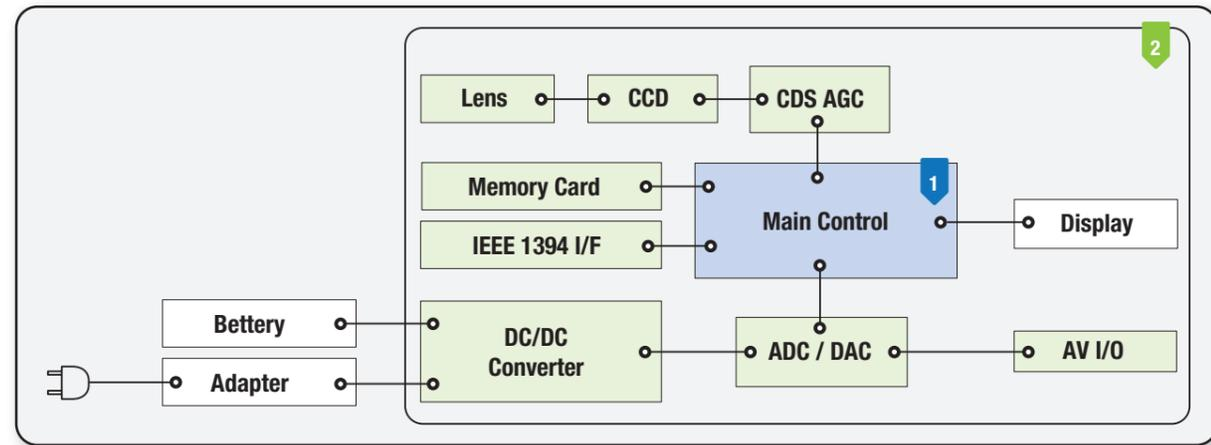 2
Lens
CCD
CDS AGC
Memory Card
1
Main Control
IEEE 1394 I/F
Display
Bettery
DC/DC
Converter
ADC / DAC
AV I/O
Adapter